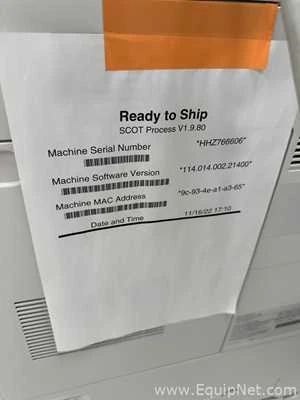 Ready to Ship
SCOT Process V1.9.80
Machine Serial Number *HHZ766606*
Machine Software Version *114.014.002.21400*
Machine MAC Address *9c-93-4e-a1-a3-65*
Date and Time 11/16/22 17:10
www.EquipNet.com